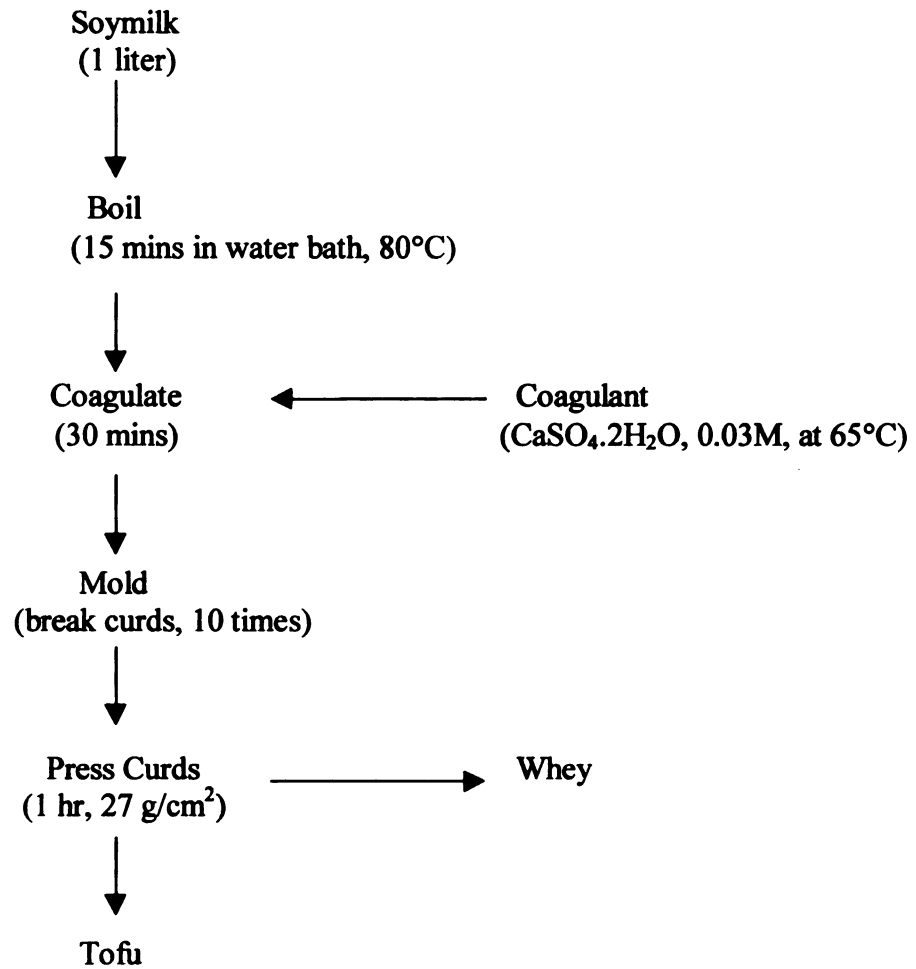 Soymilk
(1 liter)
Boil
(15 mins in water bath, 80°C)
Coagulate
(30 mins)
Coagulant
(CaSO₄.2H₂O, 0.03M, at 65°C)
Mold
(break curds, 10 times)
Press Curds
(1 hr, 27 g/cm²)
Whey
Tofu